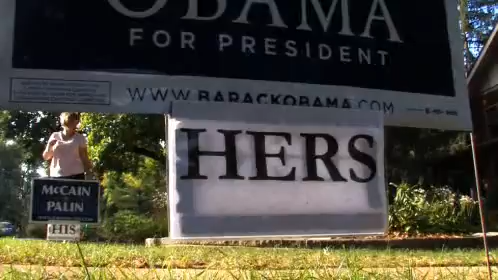 OBAMA
FOR PRESIDENT
WWW.BARACKOBAMA.COM
HERS
McCAIN
PALIN
HIS